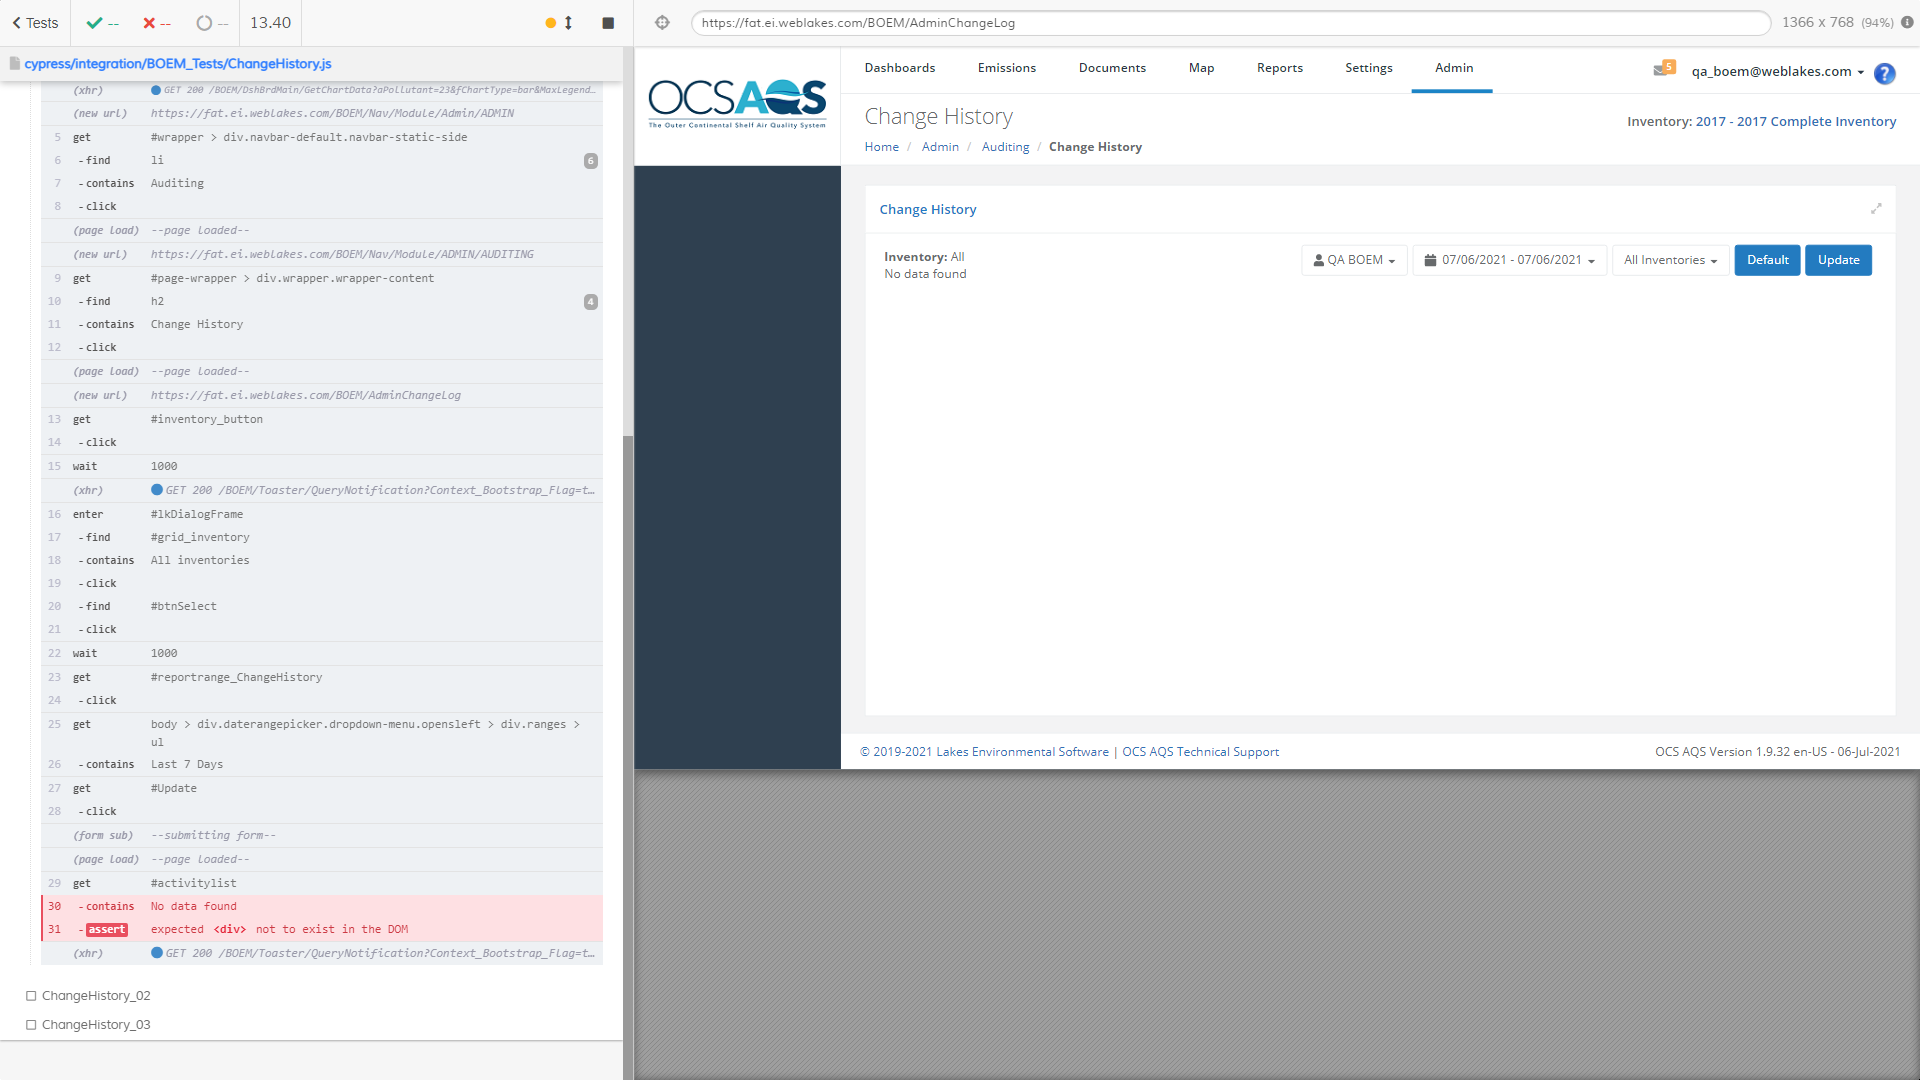 Tests
--
--
--
13.40
cypress/integration/BOEM_Tests/ChangeHistory.js
(xhr) GET 200 /BOEM/DshBrdMain/GetChartData?aPollutant=23&fChartType=bar&MaxLegend…
(new url) https://fat.ei.weblakes.com/BOEM/Nav/Module/Admin/ADMIN
5 get #wrapper > div.navbar-default.navbar-static-side
6 -find li 6
7 -contains Auditing
8 -click
(page load) --page loaded--
(new url) https://fat.ei.weblakes.com/BOEM/Nav/Module/ADMIN/AUDITING
9 get #page-wrapper > div.wrapper.wrapper-content
10 -find h2 4
11 -contains Change History
12 -click
(page load) --page loaded--
(new url) https://fat.ei.weblakes.com/BOEM/AdminChangeLog
13 get #inventory_button
14 -click
15 wait 1000
(xhr) GET 200 /BOEM/Toaster/QueryNotification?Context_Bootstrap_Flag=t…
16 enter #lkDialogFrame
17 -find #grid_inventory
18 -contains All inventories
19 -click
20 -find #btnSelect
21 -click
22 wait 1000
23 get #reportrange_ChangeHistory
24 -click
25 get body > div.daterangepicker.dropdown-menu.opensleft > div.ranges >
ul
26 -contains Last 7 Days
27 get #Update
28 -click
(form sub) --submitting form--
(page load) --page loaded--
29 get #activitylist
30 -contains No data found
31 -assert expected <div> not to exist in the DOM
(xhr) GET 200 /BOEM/Toaster/QueryNotification?Context_Bootstrap_Flag=t…
ChangeHistory_02
ChangeHistory_03
https://fat.ei.weblakes.com/BOEM/AdminChangeLog
1366 x 768 (94%)
OCSAQS
The Outer Continental Shelf Air Quality System
Dashboards Emissions Documents Map Reports Settings Admin
5
qa_boem@weblakes.com
?
Change History
Inventory: 2017 - 2017 Complete Inventory
Home / Admin / Auditing / Change History
Change History
Inventory: All
No data found
QA BOEM
07/06/2021 - 07/06/2021
All Inventories
Default
Update
© 2019-2021 Lakes Environmental Software | OCS AQS Technical Support
OCS AQS Version 1.9.32 en-US - 06-Jul-2021